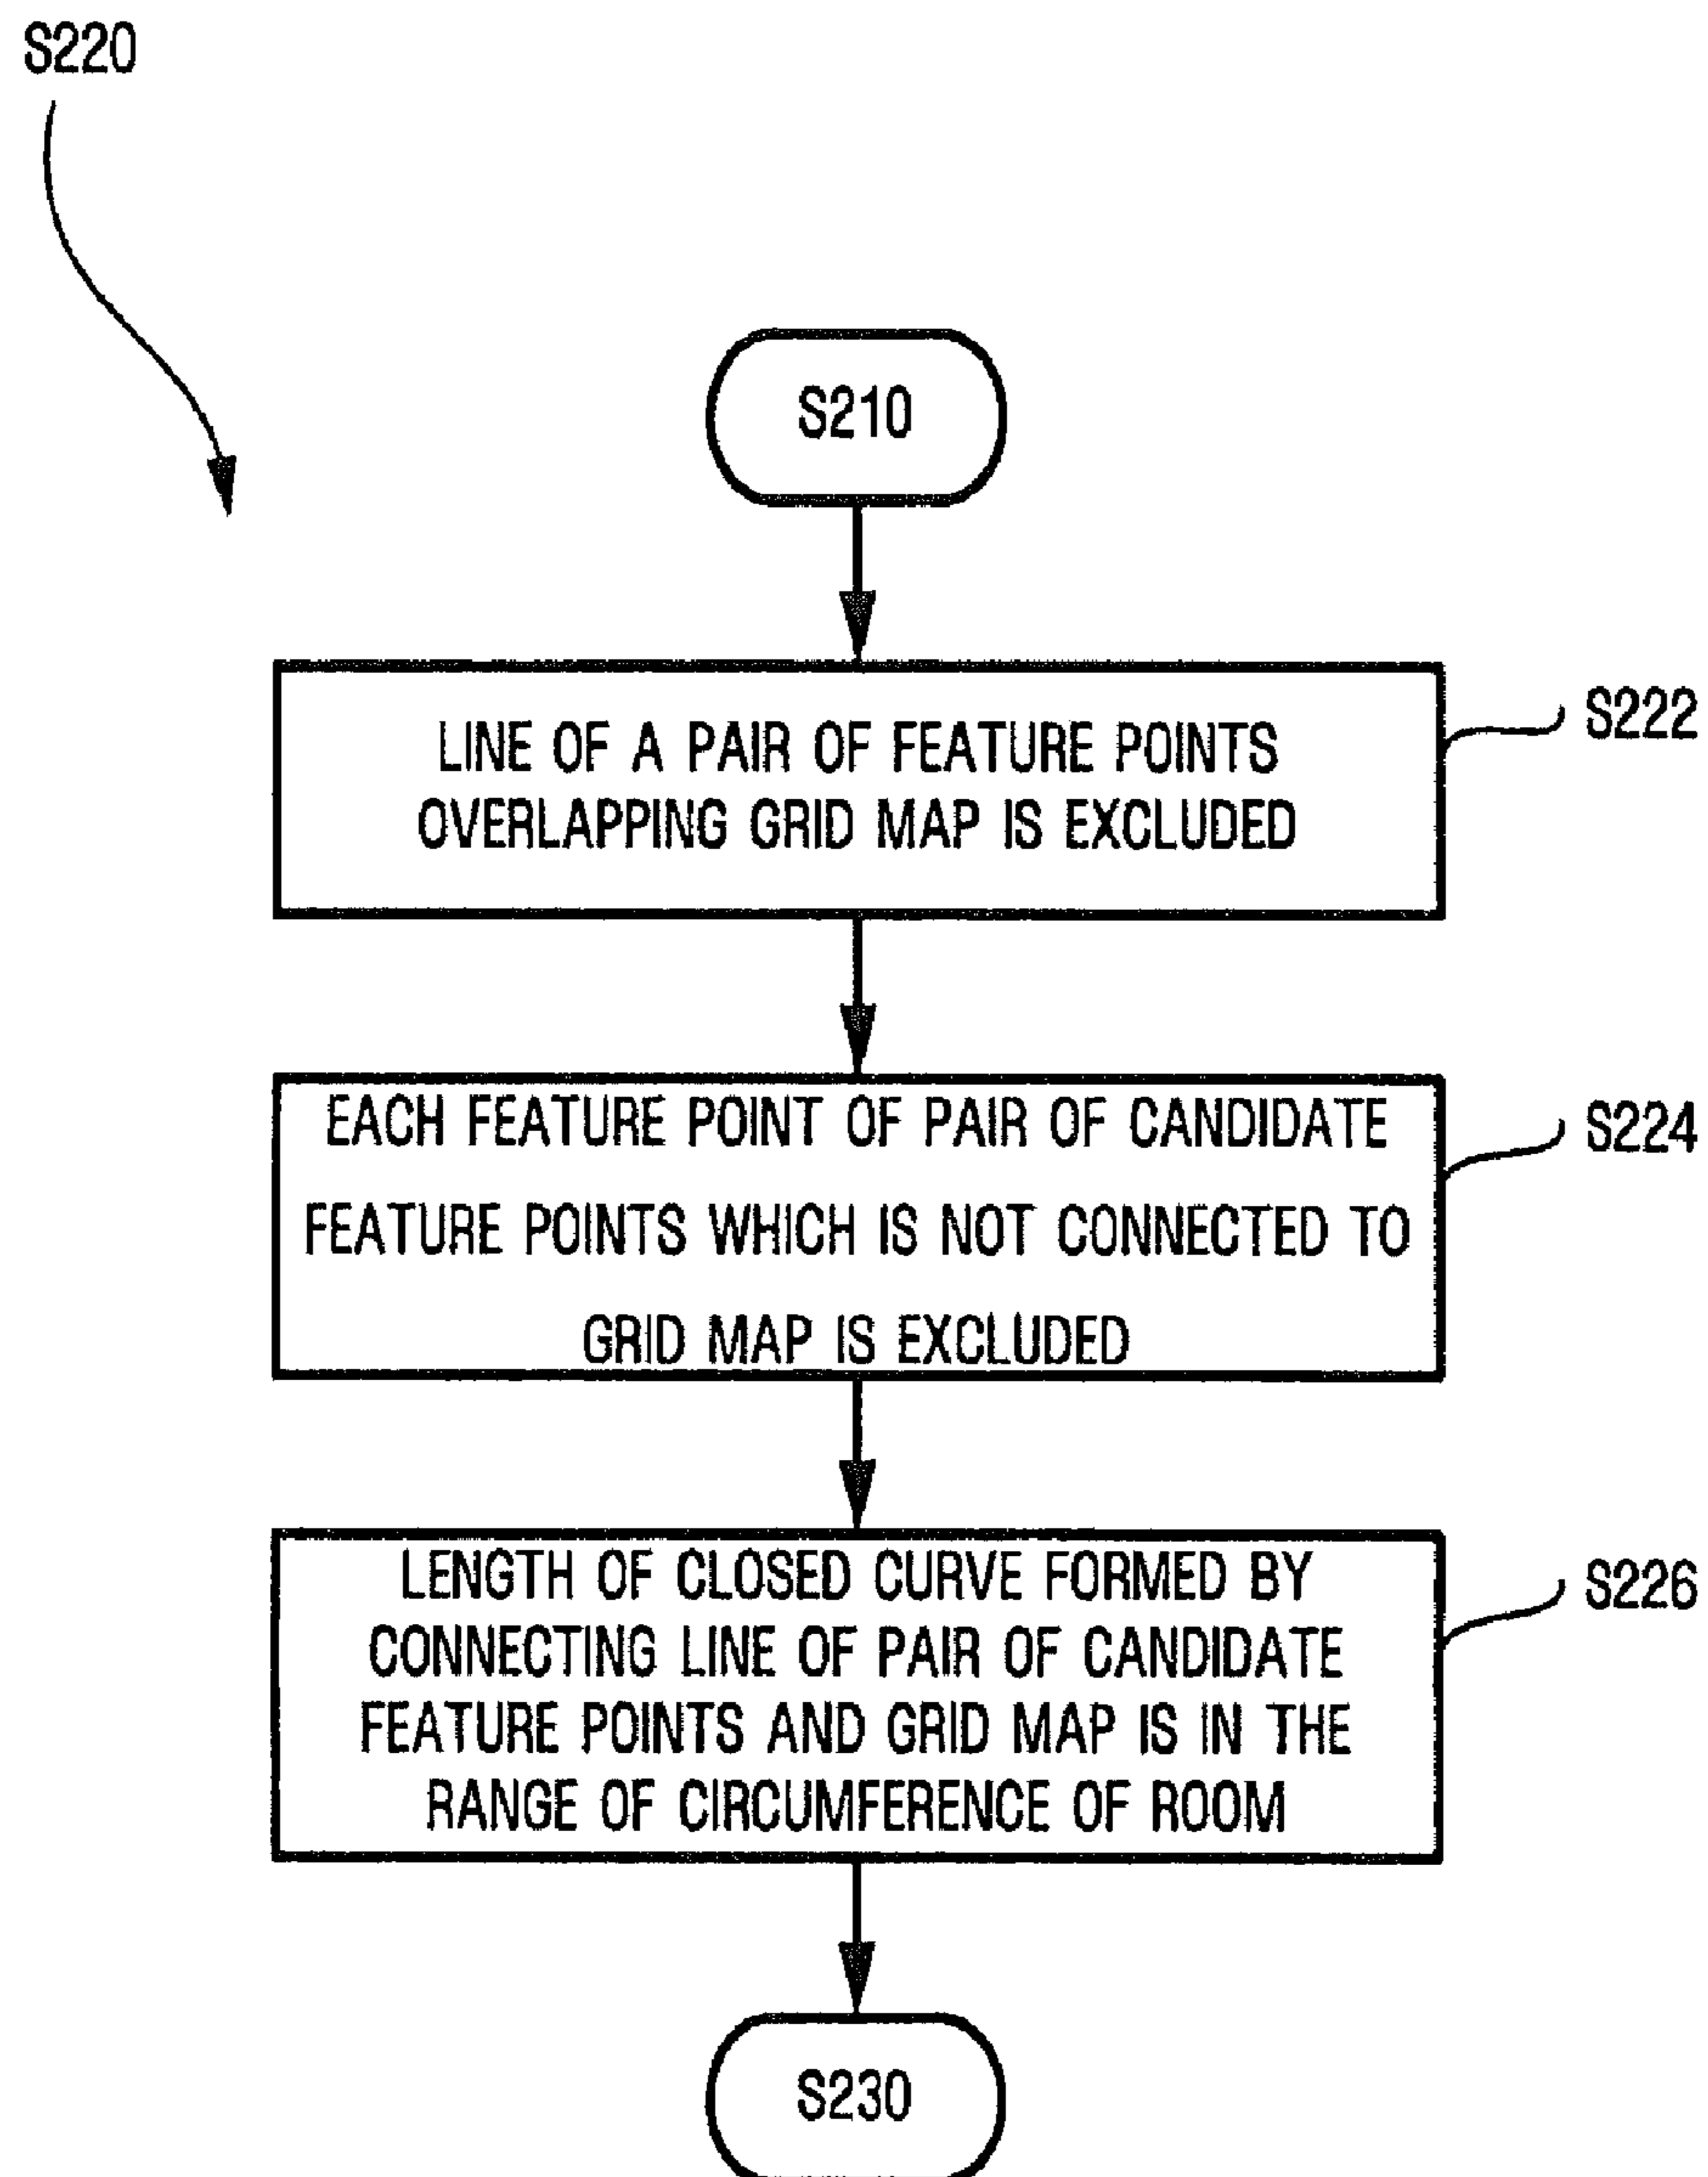 S220
S210
LINE OF A PAIR OF FEATURE POINTS
OVERLAPPING GRID MAP IS EXCLUDED
S222
EACH FEATURE POINT OF PAIR OF CANDIDATE
FEATURE POINTS WHICH IS NOT CONNECTED TO
GRID MAP IS EXCLUDED
S224
LENGTH OF CLOSED CURVE FORMED BY
CONNECTING LINE OF PAIR OF CANDIDATE
FEATURE POINTS AND GRID MAP IS IN THE
RANGE OF CIRCUMFERENCE OF ROOM
S226
S230